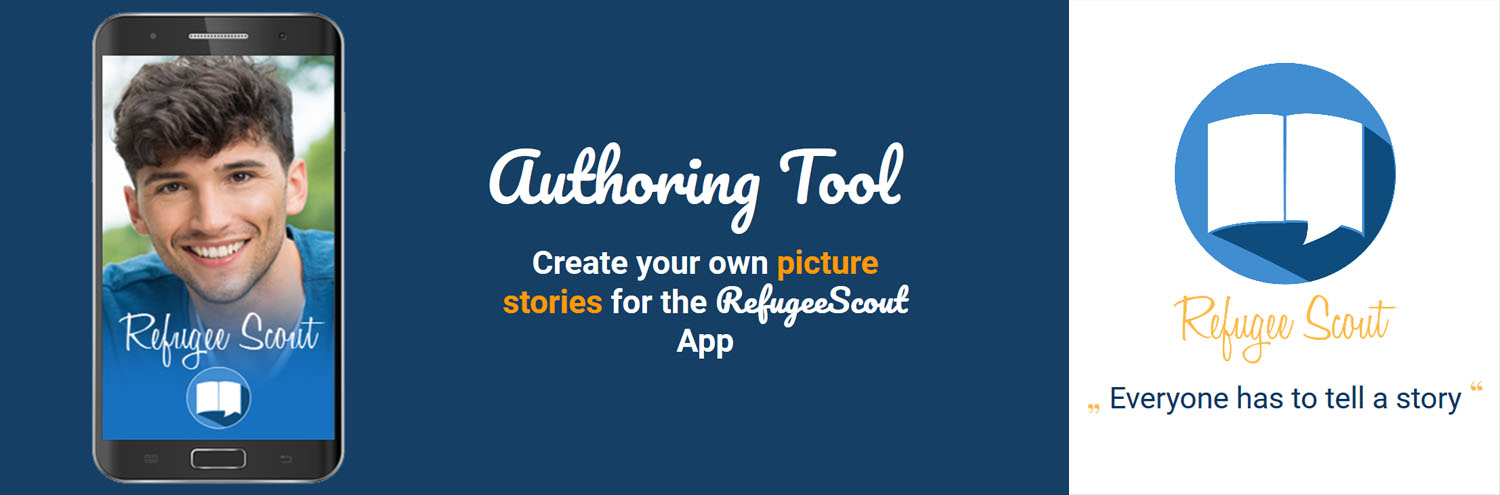 Refugee Scout
Authoring Tool
Create your own picture
stories for the RefugeeScout
App
Refugee Scout
„ Everyone has to tell a story “